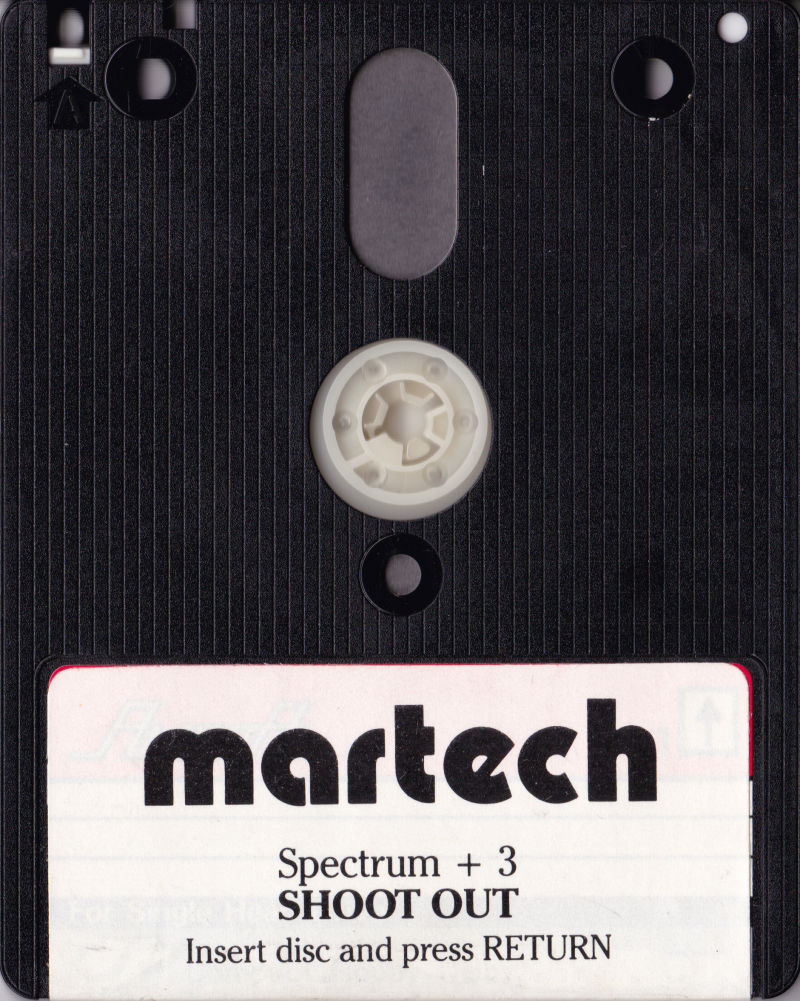 A
martech
Spectrum + 3
SHOOT OUT
Insert disc and press RETURN